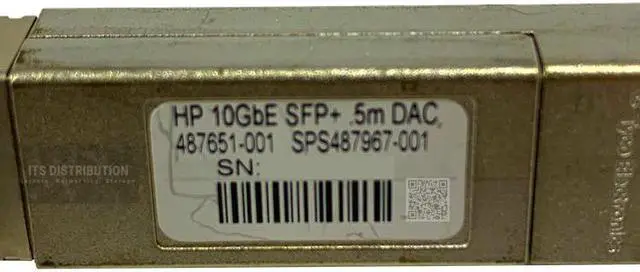 HP 10GbE SFP+ .5m DAC
487651-001 SPS487967-001
SN:
ITS DISTRIBUTION